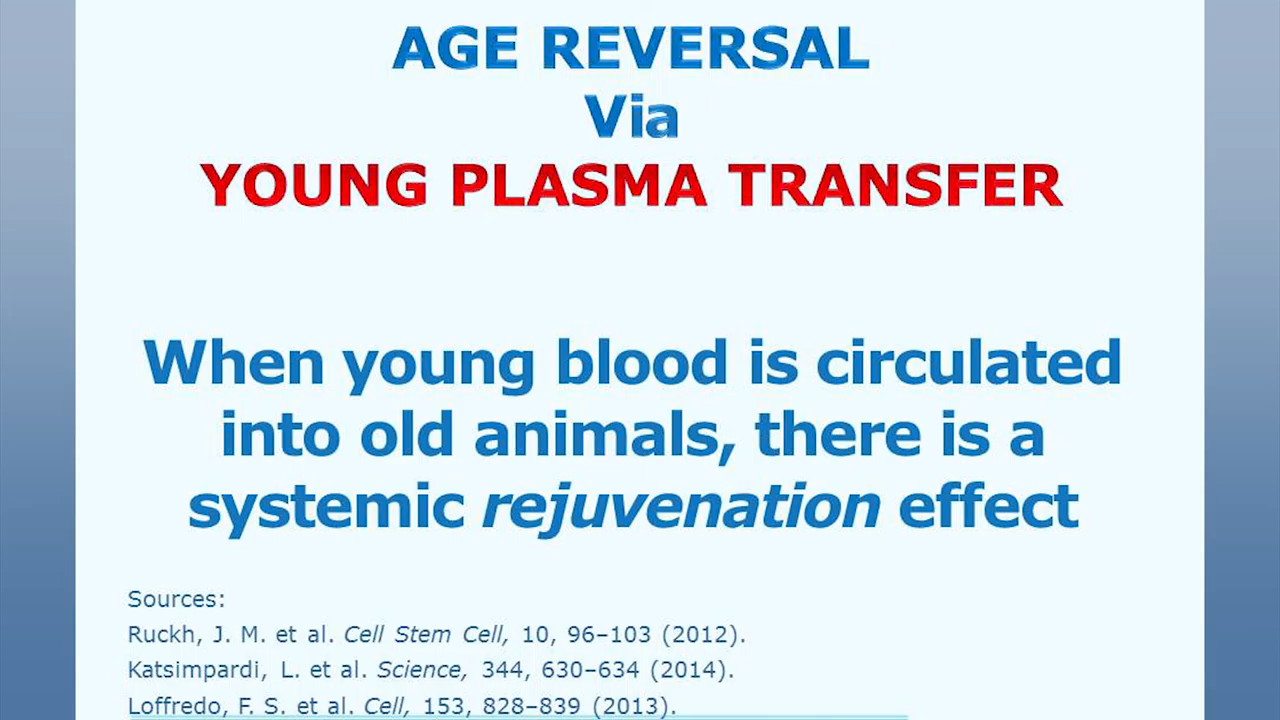 AGE REVERSAL
Via
YOUNG PLASMA TRANSFER
When young blood is circulated
into old animals, there is a
systemic rejuvenation effect
Sources:
Ruckh, J. M. et al. Cell Stem Cell, 10, 96–103 (2012).
Katsimpardi, L. et al. Science, 344, 630–634 (2014).
Loffredo, F. S. et al. Cell, 153, 828–839 (2013).